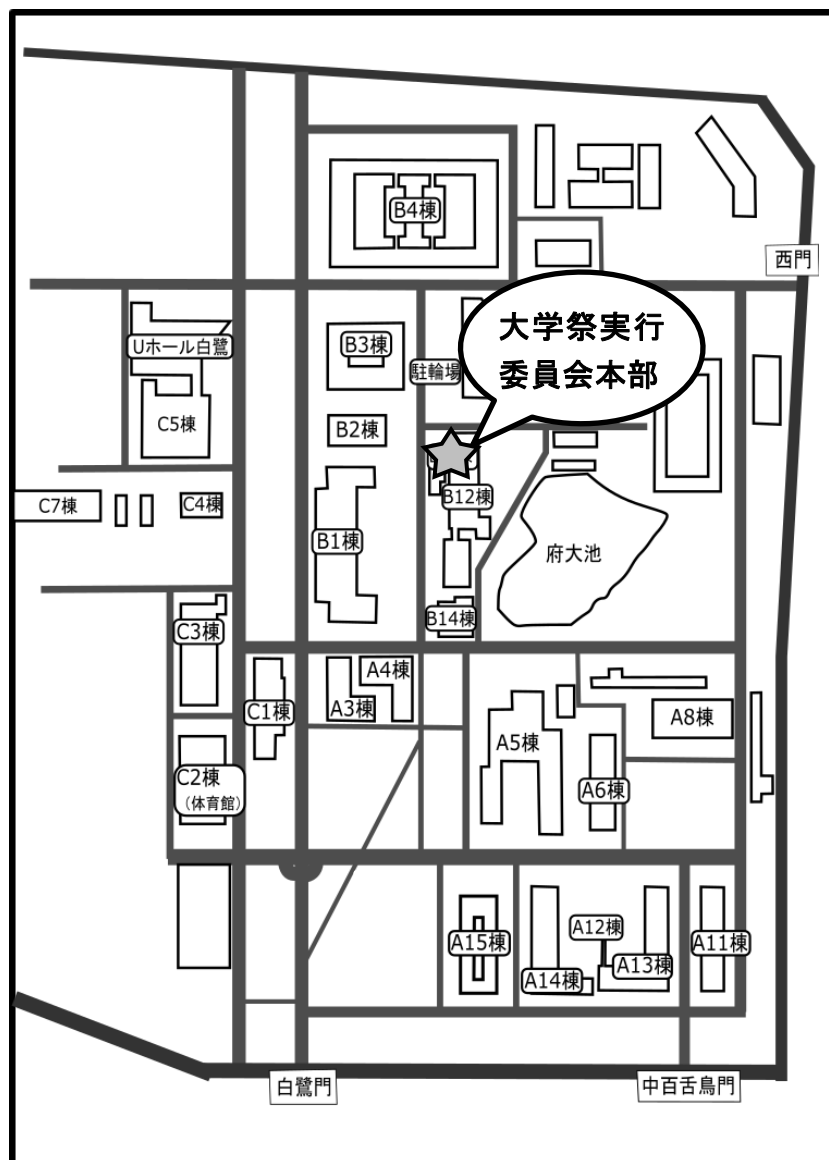 B4棟
西門
大学祭実行
委員会本部
Uホール白鷺
B3棟
駐輪場
C5棟
B2棟
C7棟
C4棟
B12棟
B1棟
府大池
B14棟
C3棟
A4棟
A3棟
C1棟
A8棟
A5棟
C2棟
(体育館)
A6棟
A12棟
A15棟
A11棟
A13棟
A14棟
白鷺門
中百舌鳥門